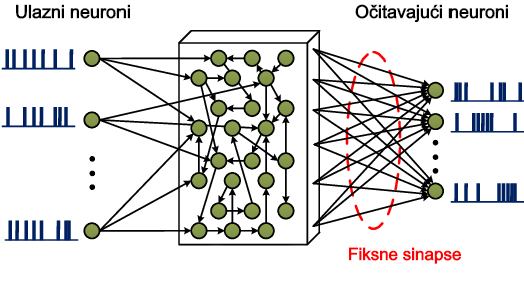 Ulazni neuroni
Očitavajući neuroni
Fiksne sinapse